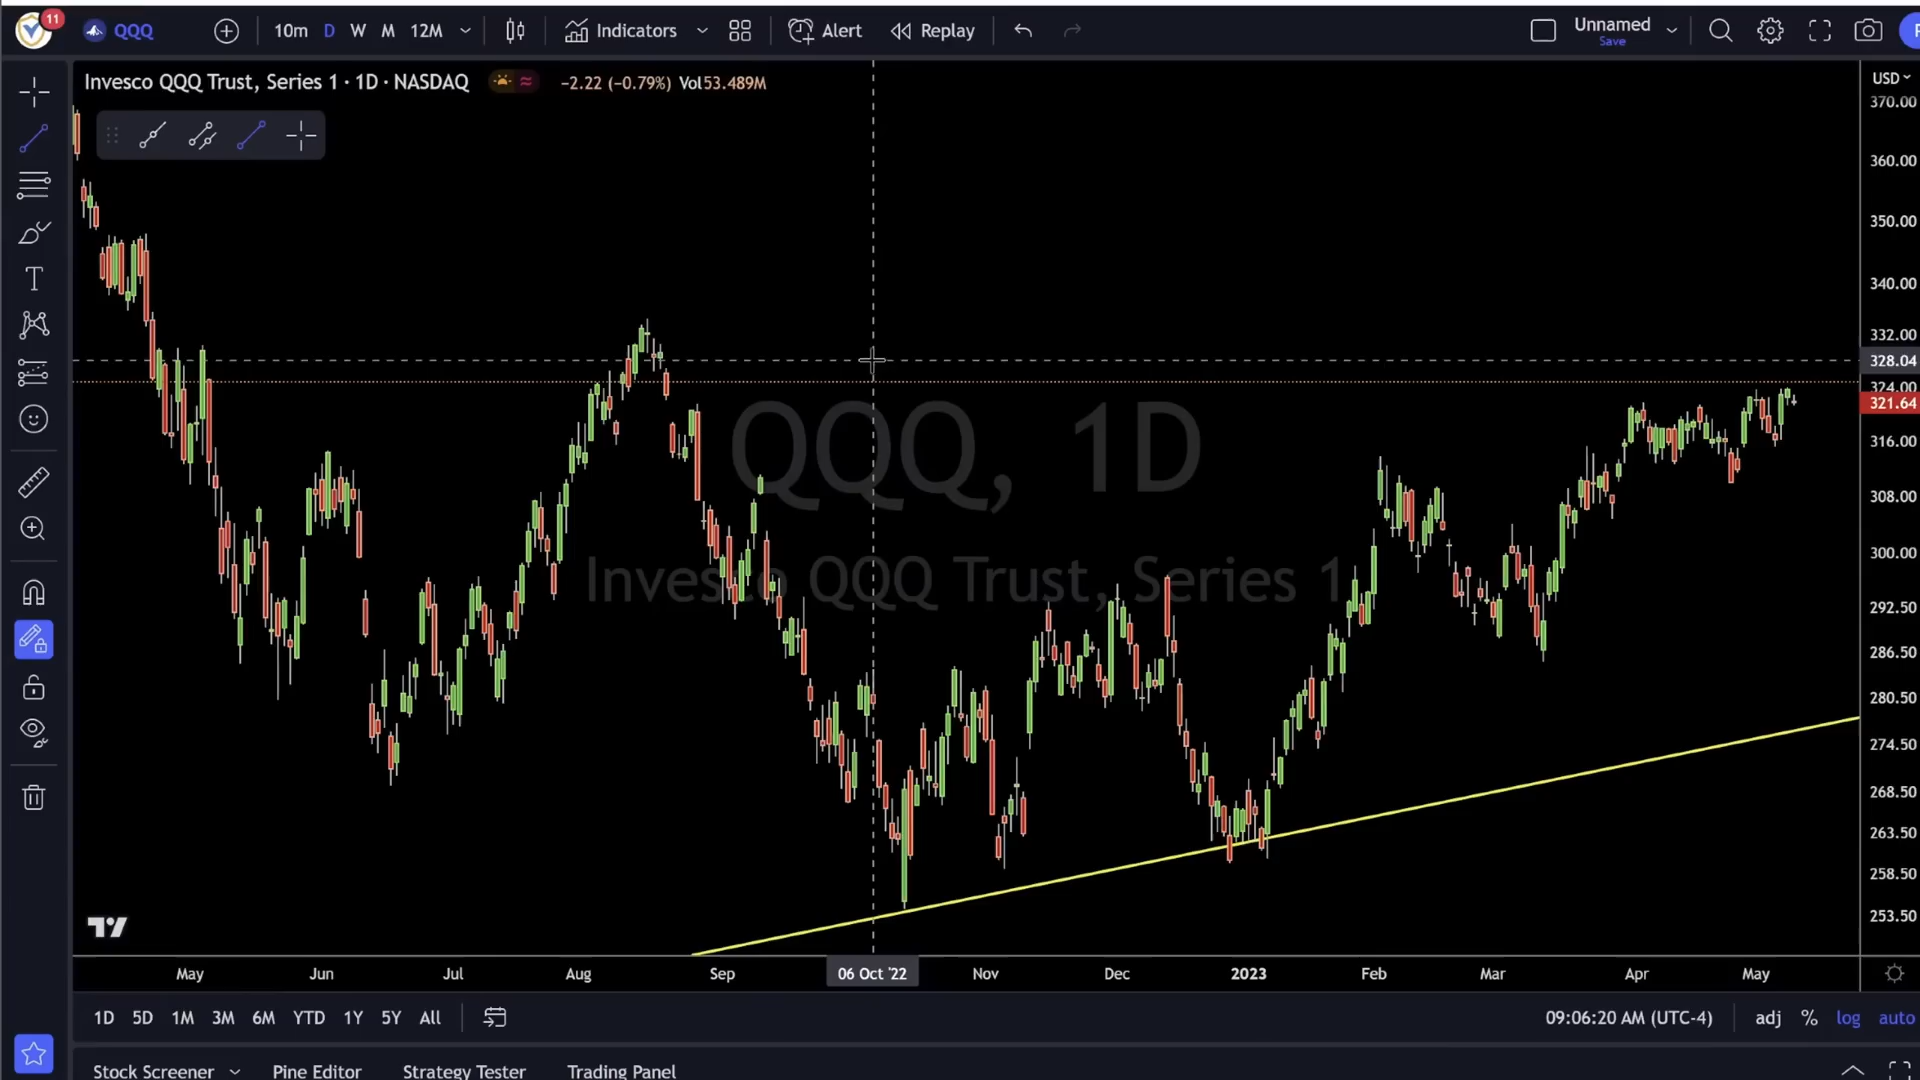 11
QQQ
10m D W M 12M
Indicators
Alert
Replay
Unnamed
Save
Invesco QQQ Trust, Series 1 · 1D · NASDAQ
−2.22 (−0.79%) Vol53.489M
USD
370.00
360.00
350.00
340.00
332.00
328.04
324.00
321.64
316.00
308.00
300.00
292.50
286.50
280.50
274.50
268.50
263.50
258.50
253.50
QQQ, 1D
Invesco QQQ Trust, Series 1
May Jun Jul Aug Sep 06 Oct '22 Nov Dec 2023 Feb Mar Apr May
1D 5D 1M 3M 6M YTD 1Y 5Y All
09:06:20 AM (UTC-4) adj % log auto
Stock Screener Pine Editor Strategy Tester Trading Panel